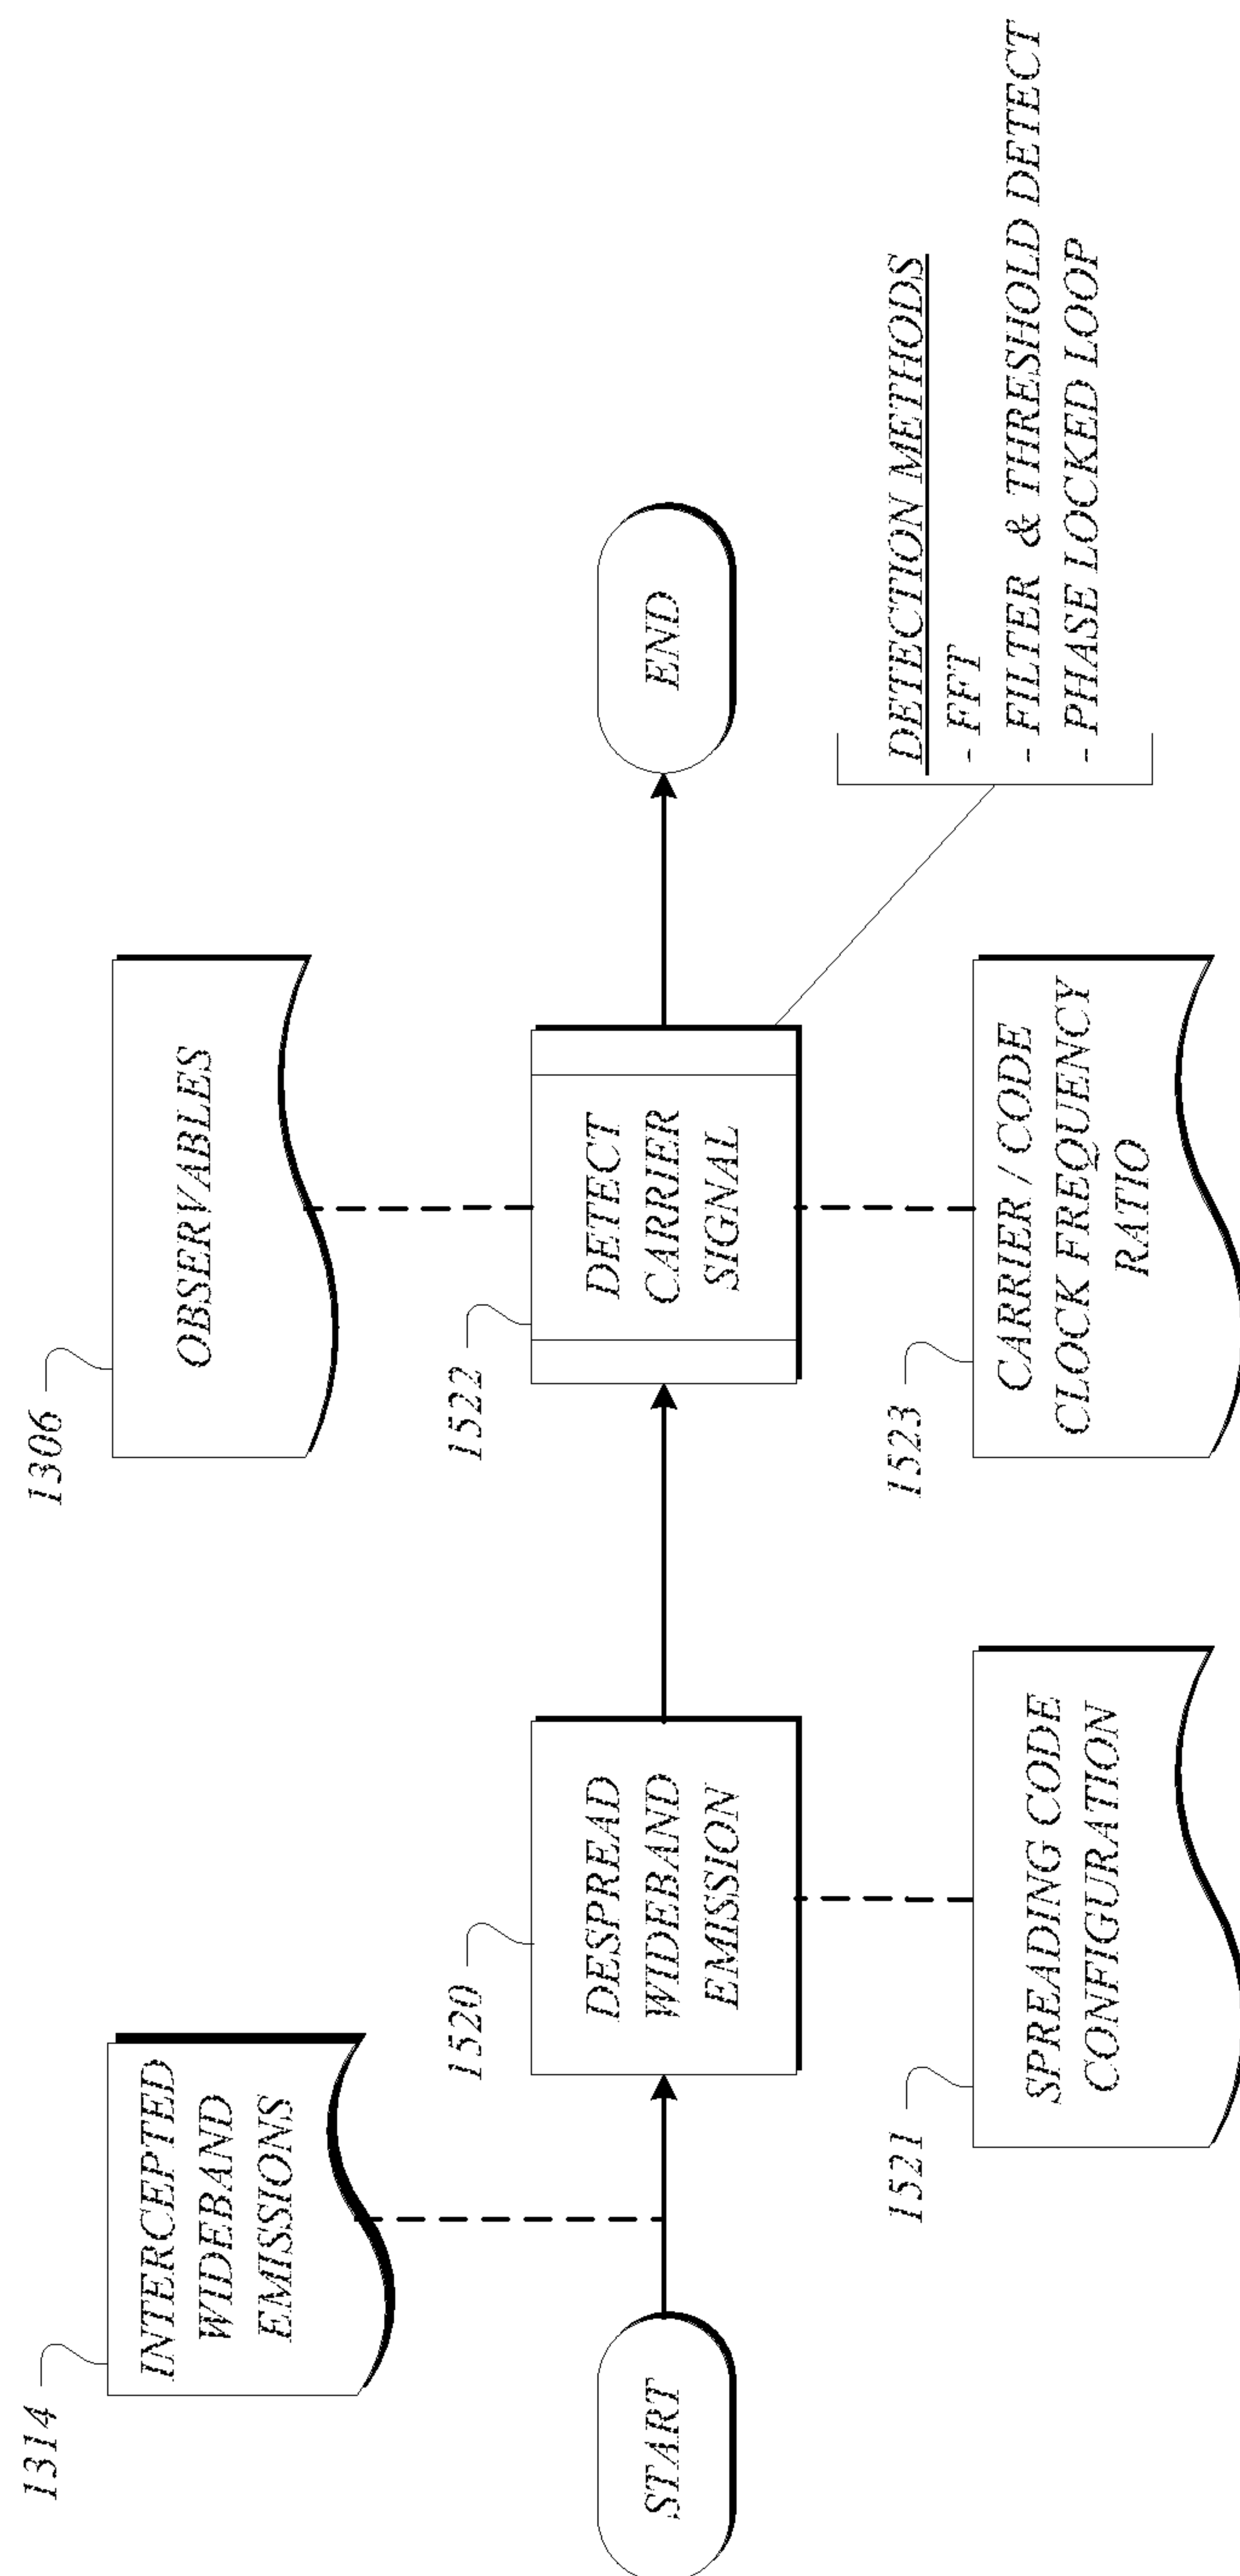 1314
INTERCEPTED
WIDEBAND
EMISSIONS
1306
OBSERVABLES
START
1520
DESPREAD
WIDEBAND
EMISSION
1522
DETECT
CARRIER
SIGNAL
END
1521
SPREADING CODE
CONFIGURATION
1523
CARRIER / CODE
CLOCK FREQUENCY
RATIO
DETECTION METHODS
- FFT
- FILTER & THRESHOLD DETECT
- PHASE LOCKED LOOP